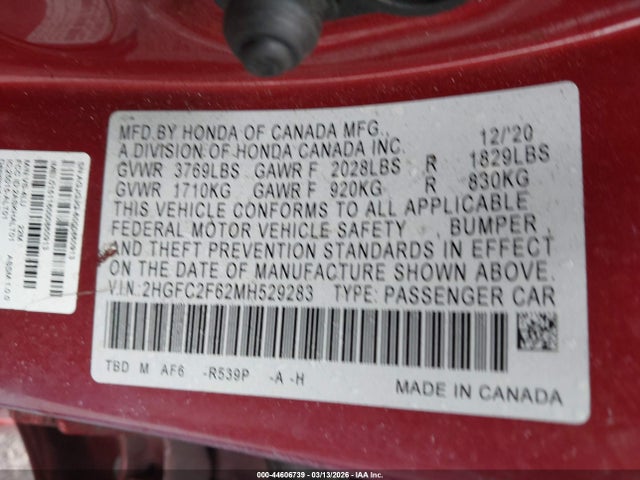 MFD.BY HONDA OF CANADA MFG., 12/'20
A DIVISION OF HONDA CANADA INC.
GVWR 3769LBS GAWR F 2028LBS R 1829LBS
GVWR 1710KG GAWR F 920KG R 830KG
THIS VEHICLE CONFORMS TO ALL APPLICABLE
FEDERAL MOTOR VEHICLE SAFETY, BUMPER,
AND THEFT PREVENTION STANDARDS IN EFFECT
ON THE DATE OF MANUFACTURE SHOWN ABOVE.
V.I.N.:2HGFC2F62MH529283 TYPE: PASSENGER CAR
TBD M AF6 -R539P -A -H
MADE IN CANADA
000-44606739 - 03/13/2026 - IAA Inc.